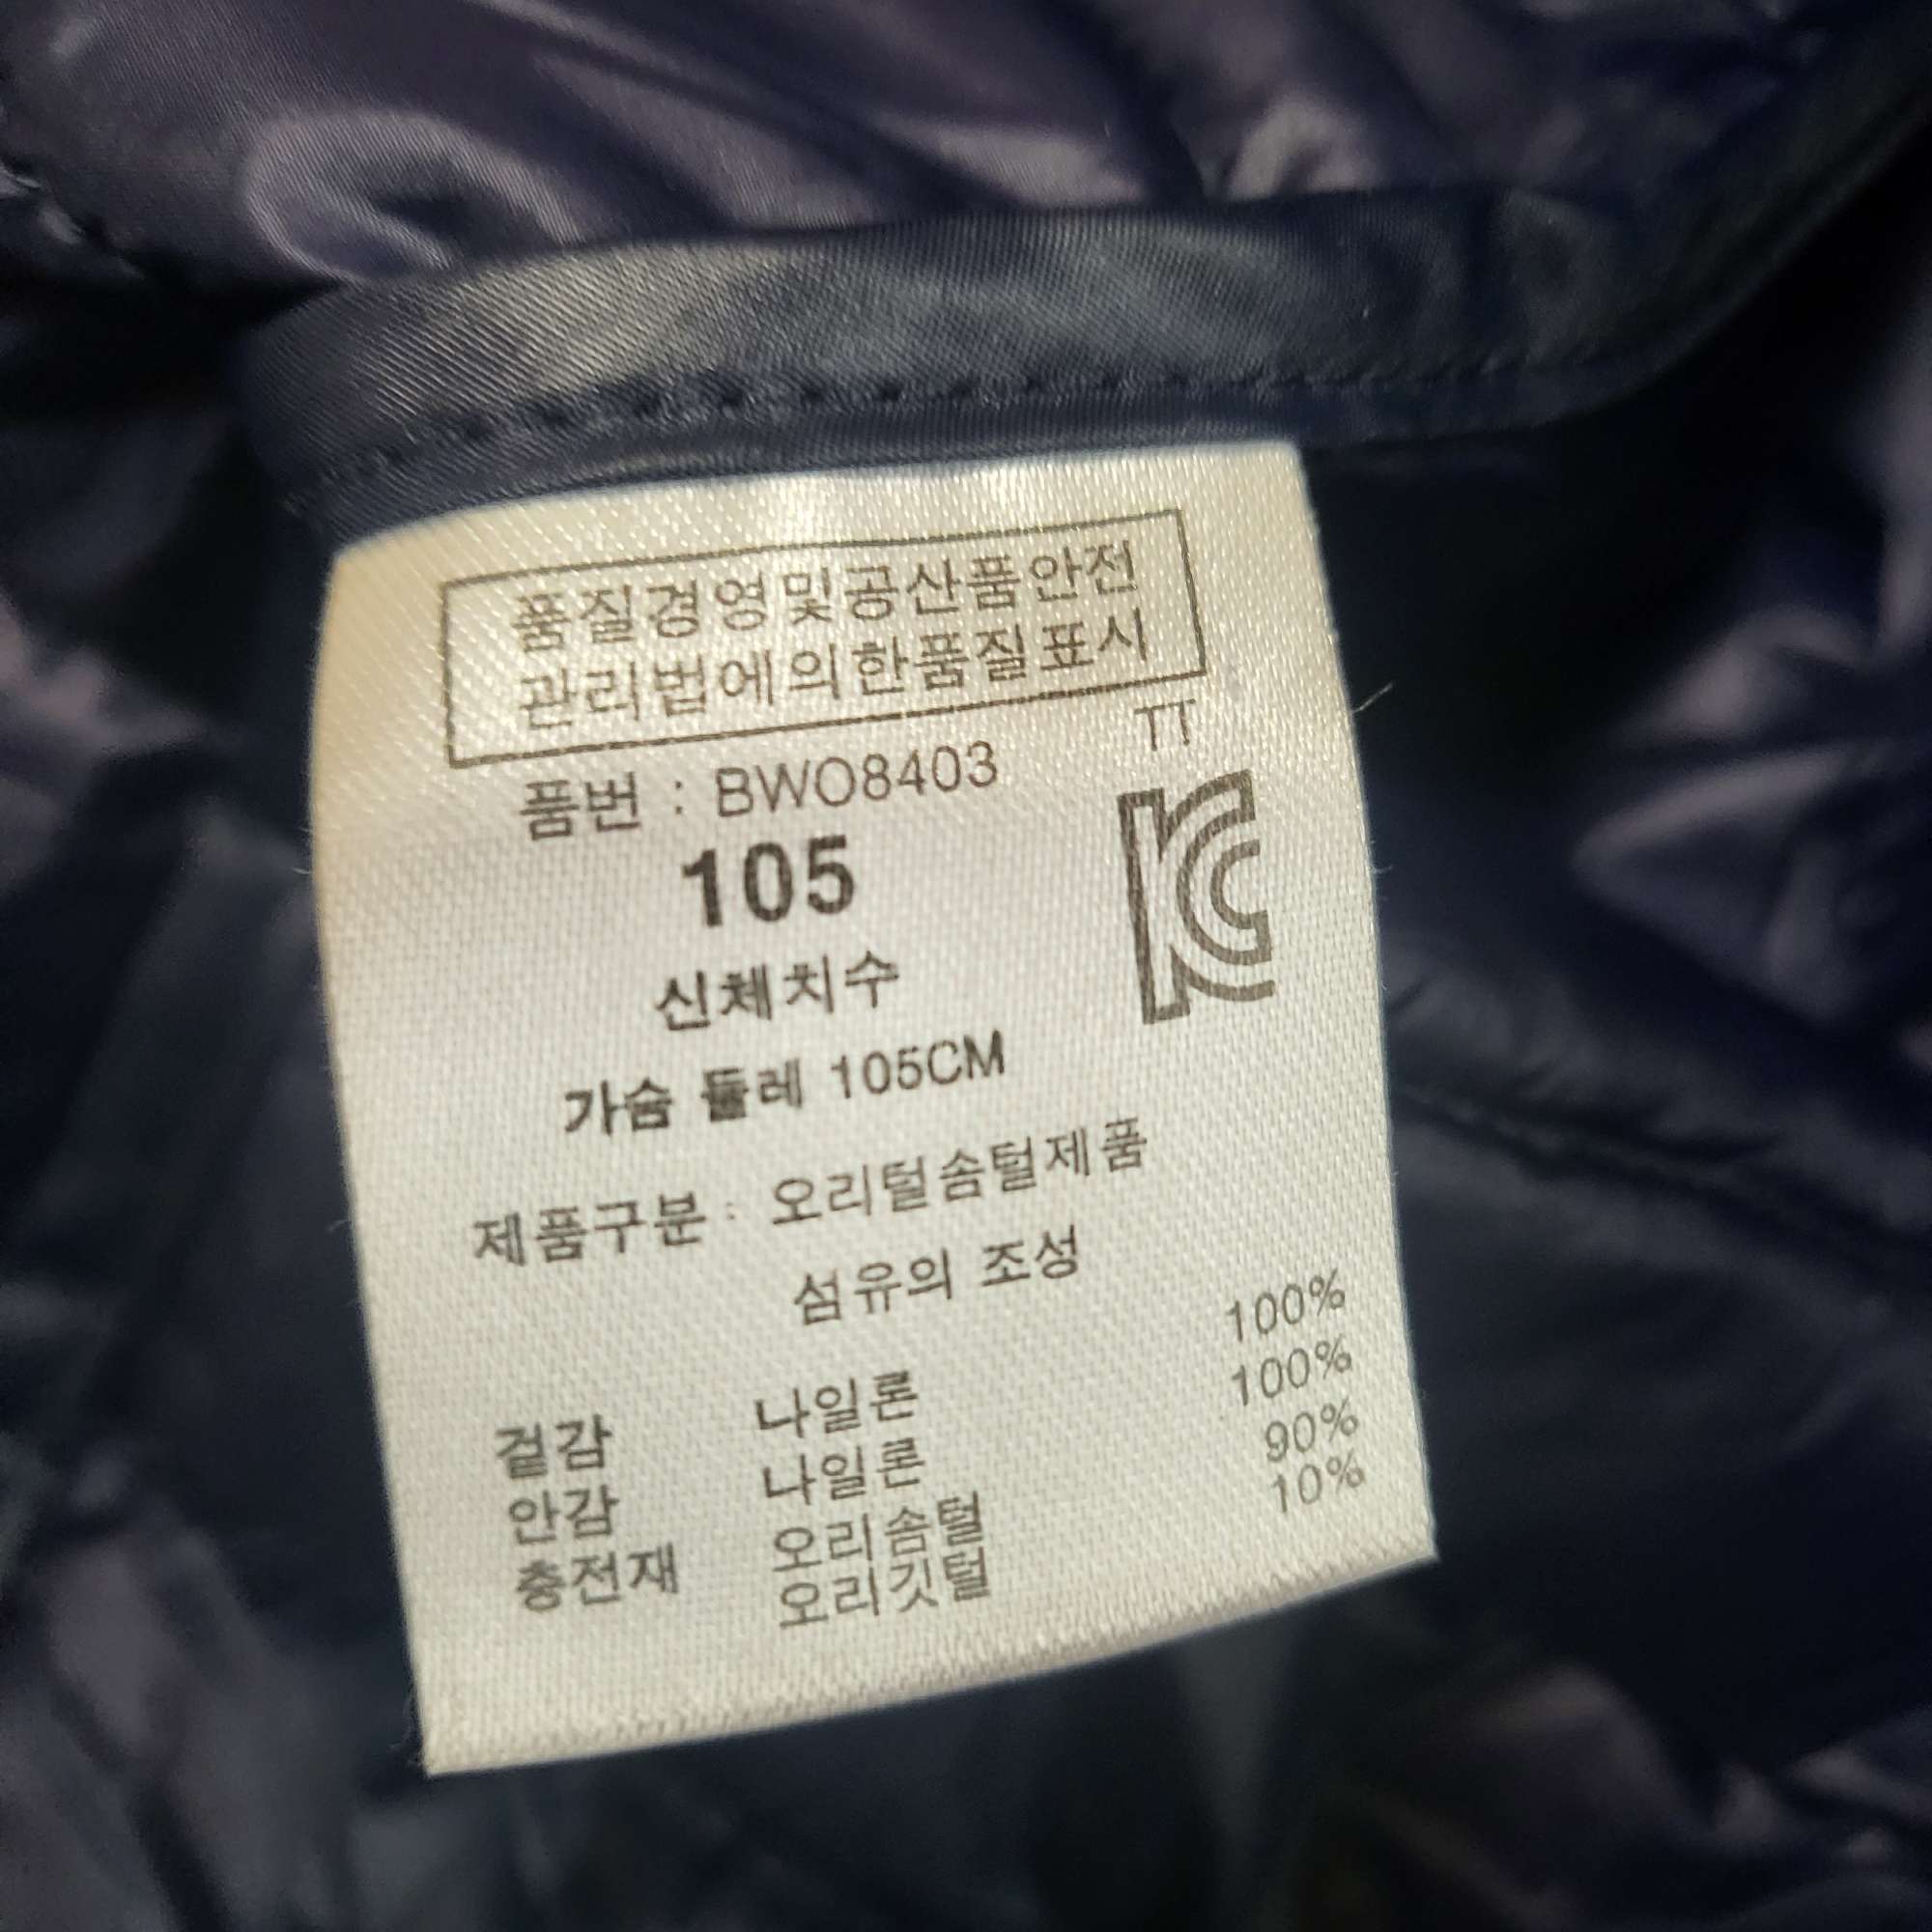 품질경영및공산품안전
관리법에의한품질표시
TT
품번 : BWO8403
KC
105
신체치수
가슴 둘레 105CM
제품구분 : 오리털솜털제품
섬유의 조성
겉감 나일론 100%
안감 나일론 100%
충전재 오리솜털 90%
오리깃털 10%